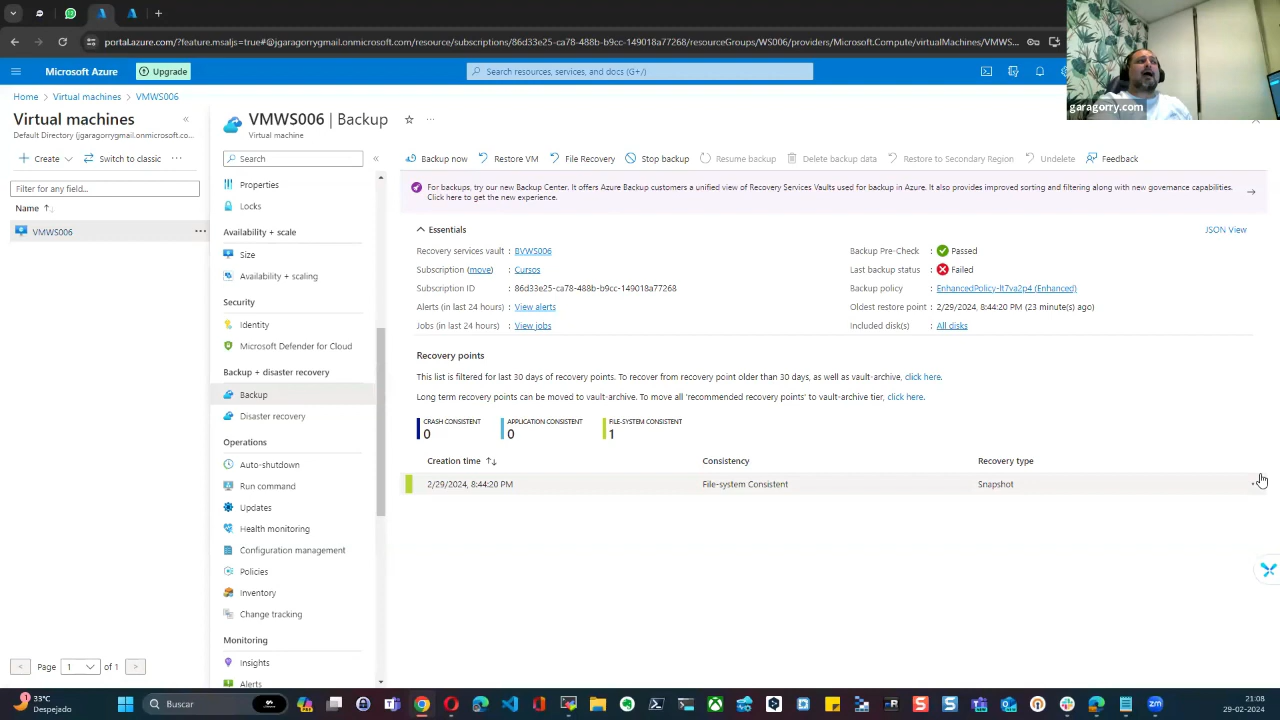 portal.azure.com/?feature.msaljs=true#@jgaragorrygmail.onmicrosoft.com/resource/subscriptions/86d33e25-ca78-488b-b9cc-149018a77268/resourceGroups/WS006/providers/Microsoft.Compute/virtualMachines/VMWS...
garagorry.com
Microsoft Azure
Upgrade
Search resources, services, and docs (G+/)
Home > Virtual machines > VMWS006
Virtual machines
Default Directory (jgaragorrygmail.onmicrosoft.co...
Create
Switch to classic
Filter for any field...
Name
VMWS006
Page 1 of 1
VMWS006 | Backup
Virtual machine
Search
Properties
Locks
Availability + scale
Size
Availability + scaling
Security
Identity
Microsoft Defender for Cloud
Backup + disaster recovery
Backup
Disaster recovery
Operations
Auto-shutdown
Run command
Updates
Health monitoring
Configuration management
Policies
Inventory
Change tracking
Monitoring
Insights
Alerts
Backup now
Restore VM
File Recovery
Stop backup
Resume backup
Delete backup data
Restore to Secondary Region
Undelete
Feedback
For backups, try our new Backup Center. It offers Azure Backup customers a unified view of Recovery Services Vaults used for backup in Azure. It also provides improved sorting and filtering along with new governance capabilities.
Click here to get the new experience.
Essentials
JSON View
Recovery services vault : BVWS006
Subscription (move) : Cursos
Subscription ID : 86d33e25-ca78-488b-b9cc-149018a77268
Alerts (in last 24 hours) : View alerts
Jobs (in last 24 hours) : View jobs
Backup Pre-Check : Passed
Last backup status : Failed
Backup policy : EnhancedPolicy-lt7va2p4 (Enhanced)
Oldest restore point : 2/29/2024, 8:44:20 PM (23 minute(s) ago)
Included disk(s) : All disks
Recovery points
This list is filtered for last 30 days of recovery points. To recover from recovery point older than 30 days, as well as vault-archive, click here.
Long term recovery points can be moved to vault-archive. To move all 'recommended recovery points' to vault-archive tier, click here.
CRASH CONSISTENT
0
APPLICATION CONSISTENT
0
FILE-SYSTEM CONSISTENT
1
Creation time Consistency Recovery type
2/29/2024, 8:44:20 PM File-system Consistent Snapshot
33°C
Despejado
Buscar
21:08
29-02-2024